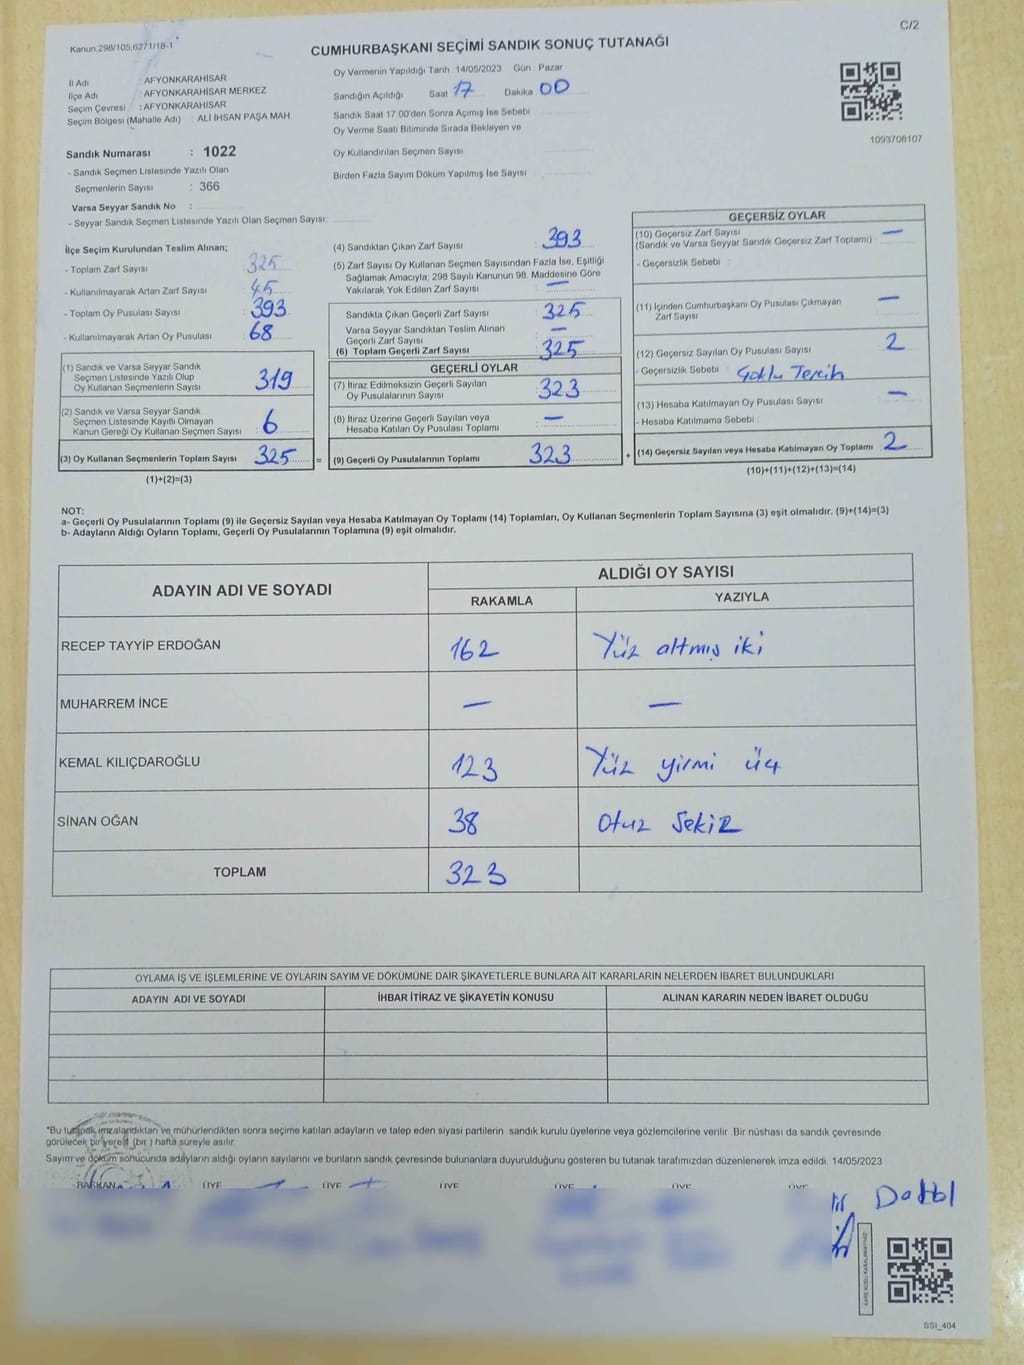 C/2
Kanun.298/105,627 1/18-1
CUMHURBAŞKANI SEÇİMİ SANDIK SONUÇ TUTANAĞI
İl Adı : AFYONKARAHİSAR
İlçe Adı : AFYONKARAHİSAR MERKEZ
Seçim Çevresi : AFYONKARAHİSAR
Seçim Bölgesi (Mahalle Adı) : ALİ İHSAN PAŞA MAH.
Sandık Numarası : 1022
- Sandık Seçmen Listesinde Yazılı Olan
Seçmenlerin Sayısı : 366
Varsa Seyyar Sandık No :
- Seyyar Sandık Seçmen Listesinde Yazılı Olan Seçmen Sayısı:
Oy Vermenin Yapıldığı Tarih 14/05/2023 Gün : Pazar
Sandığın Açıldığı Saat 17 Dakika 00
Sandık Saat 17.00'den Sonra Açımış İse Sebebi
Oy Verme Saati Bitiminde Sırada Bekleyen ve
Oy Kullandırılan Seçmen Sayısı
Birden Fazla Sayım Döküm Yapılmış İse Sayısı
1093708107
İlçe Seçim Kurulundan Teslim Alınan;
- Toplam Zarf Sayısı : 325
- Kullanılmayarak Artan Zarf Sayısı : 45
- Toplam Oy Pusulası Sayısı : 393
- Kullanılmayarak Artan Oy Pusulası : 68
(1) Sandık ve Varsa Seyyar Sandık
Seçmen Listesinde Yazılı Olup
Oy Kullanan Seçmenlerin Sayısı 319
(2) Sandık ve Varsa Seyyar Sandık
Seçmen Listesinde Kayıtlı Olmayan
Kanun Gereği Oy Kullanan Seçmen Sayısı 6
(3) Oy Kullanan Seçmenlerin Toplam Sayısı 325 =
(1)+(2)=(3)
(4) Sandıktan Çıkan Zarf Sayısı : 393
(5) Zarf Sayısı Oy Kullanan Seçmen Sayısından Fazla İse, Eşitliği
Sağlamak Amacıyla; 298 Sayılı Kanunun 98. Maddesine Göre
Yakılarak Yok Edilen Zarf Sayısı : —
Sandıkta Çıkan Geçerli Zarf Sayısı : 325
Varsa Seyyar Sandıktan Teslim Alınan
Geçerli Zarf Sayısı : —
(6) Toplam Geçerli Zarf Sayısı : 325
GEÇERLİ OYLAR
(7) İtiraz Edilmeksizin Geçerli Sayılan
Oy Pusulasının Sayısı : 323
(8) İtiraz Üzerine Geçerli Sayılan veya
Hesaba Katılan Oy Pusulası Toplamı : —
(9) Geçerli Oy Pusulalarının Toplamı : 323 +
GEÇERSİZ OYLAR
(10) Geçersiz Zarf Sayısı : —
(Sandık ve Varsa Seyyar Sandık Geçersiz Zarf Toplamı)
- Geçersizlik Sebebi :
(11) İçinden Cumhurbaşkanı Oy Pusulası Çıkmayan : —
Zarf Sayısı
(12) Geçersiz Sayılan Oy Pusulası Sayısı : 2
- Geçersizlik Sebebi : Çoklu Tercih
(13) Hesaba Katılmayan Oy Pusulası Sayısı : —
- Hesaba Katılmama Sebebi :
(14) Geçersiz Sayılan veya Hesaba Katılmayan Oy Toplamı : 2
(10)+(11)+(12)+(13)=(14)
NOT:
a- Geçerli Oy Pusulalarının Toplamı (9) ile Geçersiz Sayılan veya Hesaba Katılmayan Oy Toplamı (14) Toplamları, Oy Kullanan Seçmenlerin Toplam Sayısına (3) eşit olmalıdır. (9)+(14)=(3)
b- Adayların Aldığı Oyların Toplamı, Geçerli Oy Pusulalarının Toplamına (9) eşit olmalıdır.
ADAYIN ADI VE SOYADI
ALDIĞI OY SAYISI
RAKAMLA YAZIYLA
RECEP TAYYİP ERDOĞAN 162 Yüz altmış iki
MUHARREM İNCE — —
KEMAL KILIÇDAROĞLU 123 Yüz yirmi üç
SİNAN OĞAN 38 Otuz Sekiz
TOPLAM 323
OYLAMA İŞ VE İŞLEMLERİNE VE OYLARIN SAYIM VE DÖKÜMÜNE DAİR ŞİKAYETLERLE BUNLARA AİT KARARLARIN NELERDEN İBARET BULUNDUKLARI
ADAYIN ADI VE SOYADI İHBAR İTİRAZ VE ŞİKAYETİN KONUSU ALINAN KARARIN NEDEN İBARET OLDUĞU
*Bu tutanak imzalandıktan ve mühürlendikten sonra seçime katılan adayların ve talep eden siyasi partilerin sandık kurulu üyelerine veya gözlemcilerine verilir. Bir nüshası da sandık çevresinde
görülecek bir yere 1 (bir ) hafta süreyle asılır.
Sayım ve döküm sonucunda adayların aldığı oyların sayılarını ve bunların sandık çevresinde bulunanlara duyurulduğunu gösteren bu tutanak tarafımızdan düzenlenerek imza edildi. 14/05/2023
BAŞKAN ÜYE ÜYE ÜYE ÜYE ÜYE ÜYE
SSI_404